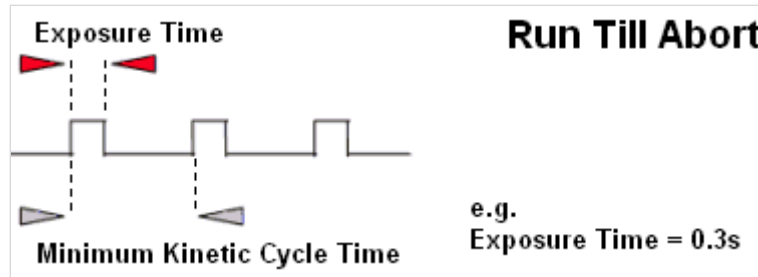 Exposure Time
Run Till Abort
Minimum Kinetic Cycle Time
e.g.
Exposure Time = 0.3s